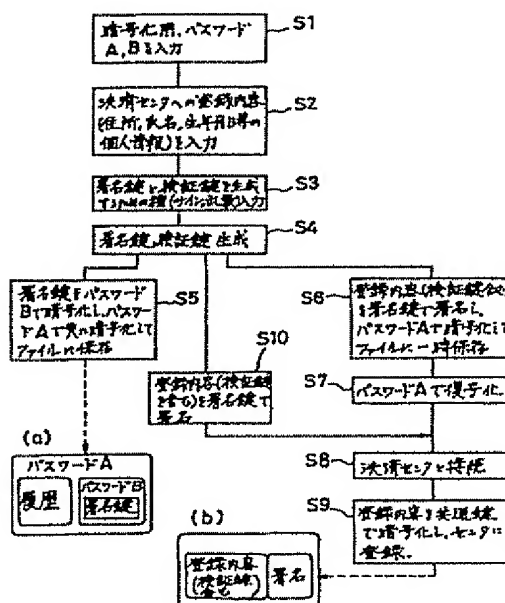 暗号化用、パスワード
A,Bを入力
S1
決済センタへの登録内容
(住所、氏名、生年月日等の
個人情報)を入力
S2
署名鍵と、検証鍵を生成
するための種(サイン、乱数)入力
S3
署名鍵、検証鍵 生成
S4
署名鍵をパスワード
Bで暗号化し、パスワー
ドAで更に暗号化して
ファイルに保存
S5
登録内容(検証鍵含む)
を署名鍵で署名し、
パスワードAで暗号化して
ファイルに一時保存
S6
S10
登録内容(検証鍵
を含む)を署名鍵で
署名
S7
パスワードAで復号化
(a)
パスワードA
履歴
パスワードB
署名鍵
S8
決済センタと接続
S9
登録内容を共通鍵
で暗号化し、センタに
登録。
(b)
登録内容
(検証鍵
含む)
署名